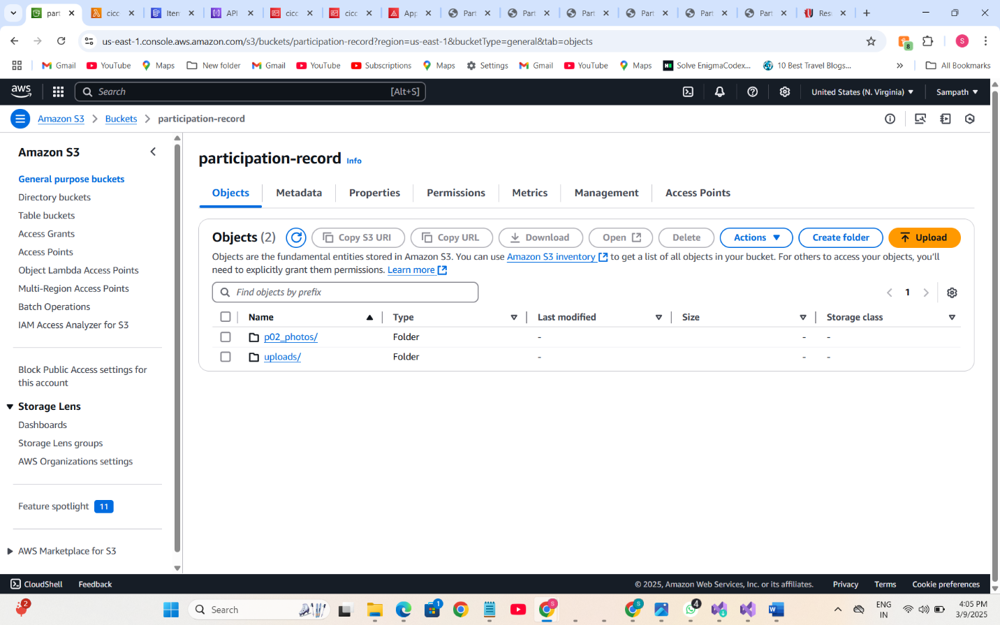 part
cicc
Item
API
cicc
cicc
App
Part
Part
Part
Part
Part
Part
Res
us-east-1.console.aws.amazon.com/s3/buckets/participation-record?region=us-east-1&bucketType=general&tab=objects
8
S
Gmail
YouTube
Maps
New folder
Gmail
YouTube
Subscriptions
Maps
Settings
Gmail
YouTube
Maps
Solve EnigmaCodex...
10 Best Travel Blogs...
All Bookmarks
aws
Search
[Alt+S]
United States (N. Virginia)
Sampath
Amazon S3
Buckets
participation-record
Amazon S3
General purpose buckets
Directory buckets
Table buckets
Access Grants
Access Points
Object Lambda Access Points
Multi-Region Access Points
Batch Operations
IAM Access Analyzer for S3
Block Public Access settings for
this account
Storage Lens
Dashboards
Storage Lens groups
AWS Organizations settings
Feature spotlight 11
AWS Marketplace for S3
participation-record Info
Objects
Metadata
Properties
Permissions
Metrics
Management
Access Points
Objects (2)
Copy S3 URI
Copy URL
Download
Open
Delete
Actions
Create folder
Upload
Objects are the fundamental entities stored in Amazon S3. You can use Amazon S3 inventory to get a list of all objects in your bucket. For others to access your objects, you'll
need to explicitly grant them permissions. Learn more
Find objects by prefix
1
Name
Type
Last modified
Size
Storage class
p02_photos/
Folder
-
-
-
uploads/
Folder
-
-
-
CloudShell
Feedback
© 2025, Amazon Web Services, Inc. or its affiliates.
Privacy
Terms
Cookie preferences
2
Search
1
S
S
4
ENG
IN
4:05 PM
3/9/2025